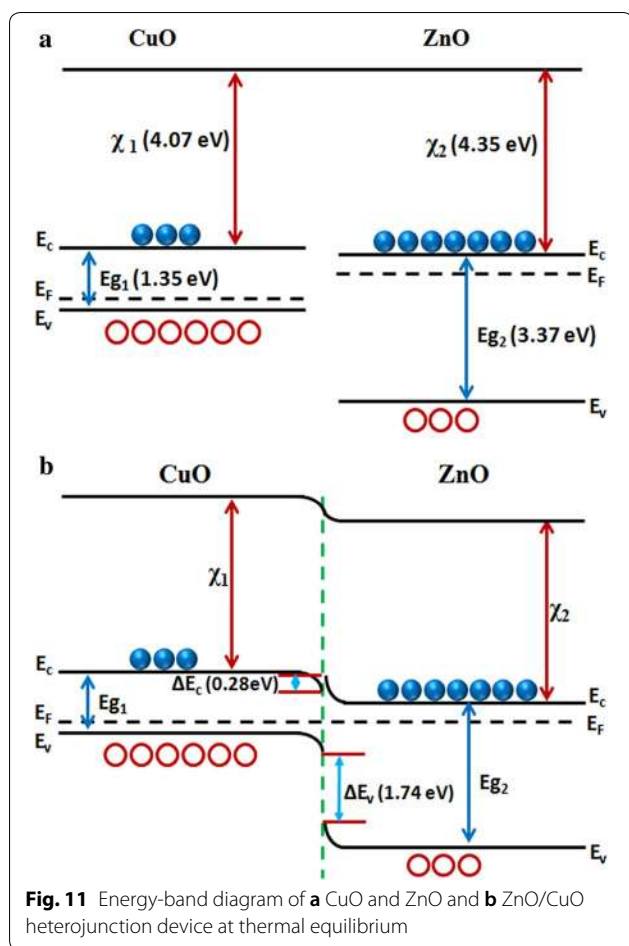 a
CuO
ZnO
χ1 (4.07 eV)
χ2 (4.35 eV)
Ec
Ec
Eg1 (1.35 eV)
EF
EF
Ev
Eg2 (3.37 eV)
Ev
b
CuO
ZnO
χ1
χ2
Ec
ΔEc (0.28eV)
Ec
Eg1
EF
EF
Ev
ΔEv (1.74 eV)
Eg2
Ev
Fig. 11 Energy-band diagram of a CuO and ZnO and b ZnO/CuO
heterojunction device at thermal equilibrium